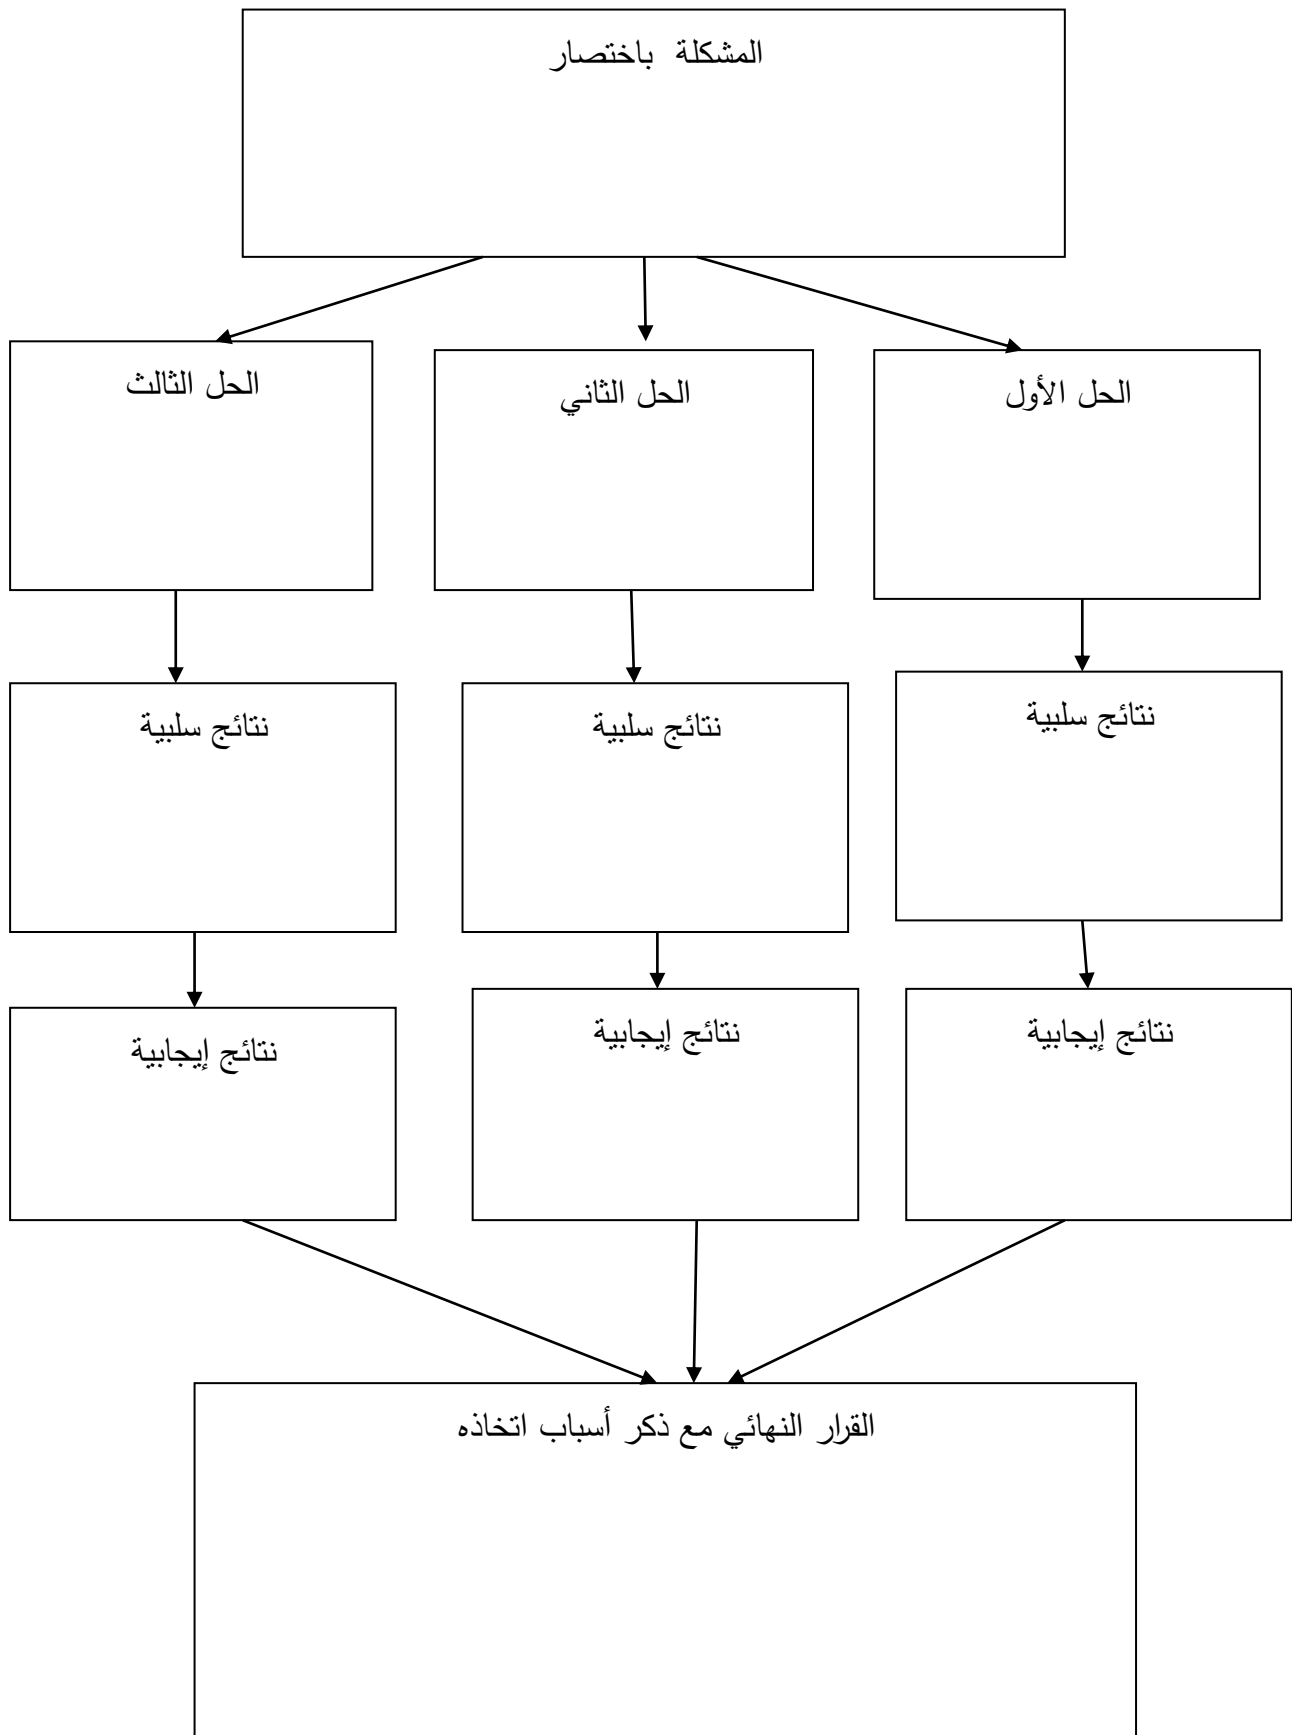 المشكلة باختصار
الحل الأول
الحل الثاني
الحل الثالث
نتائج سلبية
نتائج سلبية
نتائج سلبية
نتائج إيجابية
نتائج إيجابية
نتائج إيجابية
القرار النهائي مع ذكر أسباب اتخاذه